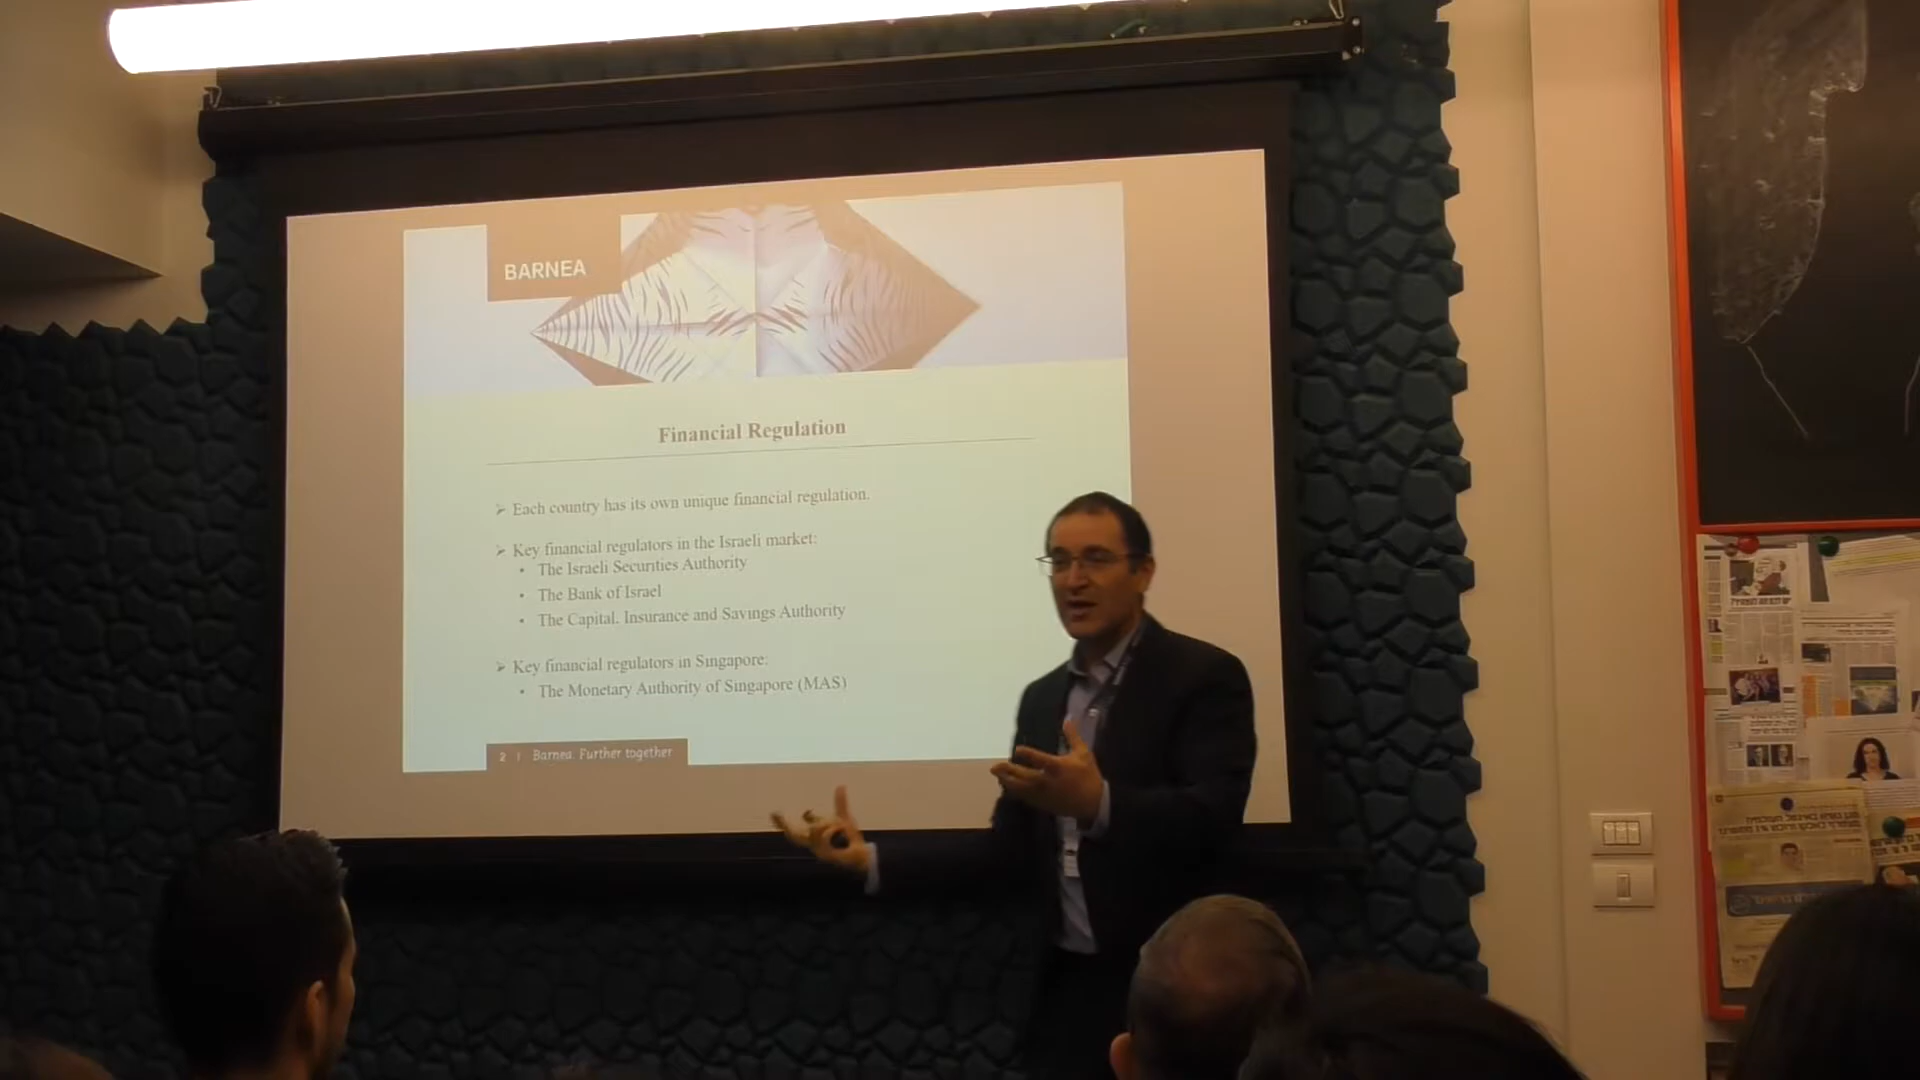 BARNEA
Financial Regulation
➢ Each country has its own unique financial regulation.
➢ Key financial regulators in the Israeli market:
• The Israeli Securities Authority
• The Bank of Israel
• The Capital. Insurance and Savings Authority
➢ Key financial regulators in Singapore:
• The Monetary Authority of Singapore (MAS)
2 | Barnea. Further together